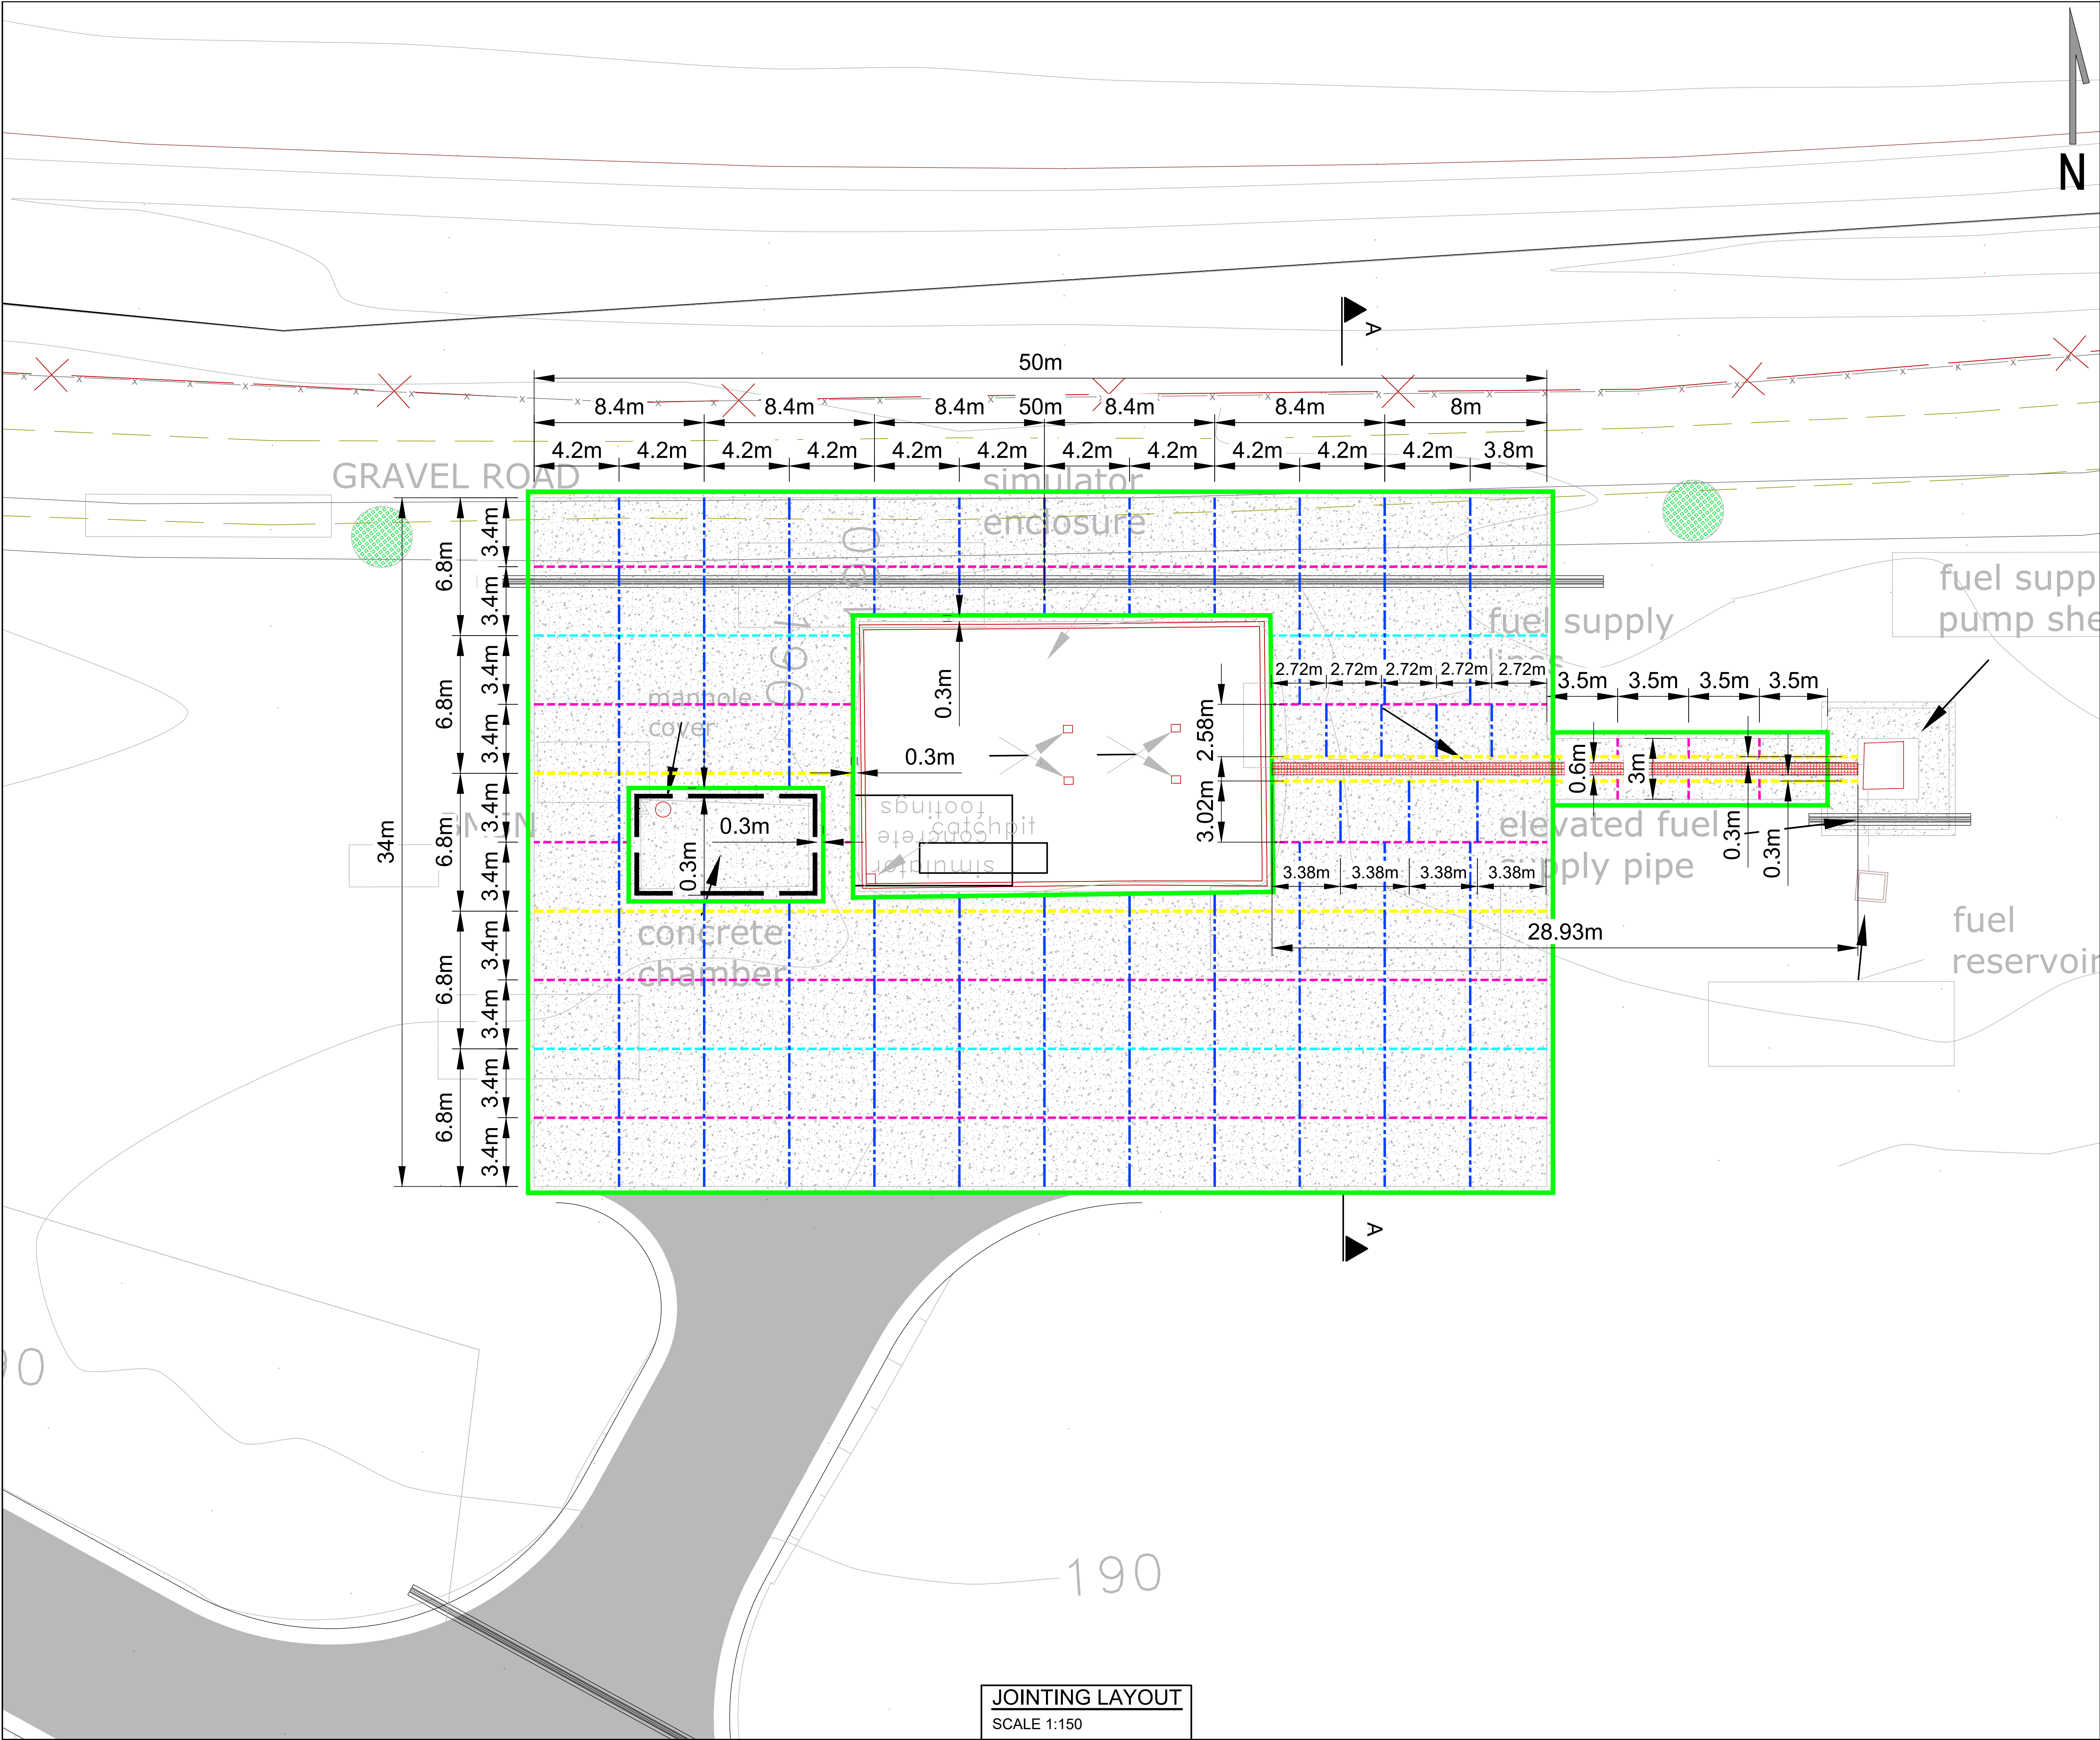 N
A
50m
8.4m 8.4m 8.4m 50m 8.4m 8.4m 8m
4.2m 4.2m 4.2m 4.2m 4.2m 4.2m 4.2m 4.2m 4.2m 4.2m 4.2m 3.8m
GRAVEL ROAD
simulator
enclosure
34m
6.8m
6.8m
6.8m
6.8m
6.8m
3.4m
3.4m
3.4m
3.4m
3.4m
3.4m
3.4m
3.4m
3.4m
3.4m
190
manhole
cover
0.3m
0.3m
0.3m
0.3m
simulator
concrete
footings
catchpit
concrete
chamber
fuel supply
lines
2.72m 2.72m 2.72m 2.72m 2.72m
2.58m
3.02m
3.38m 3.38m 3.38m 3.38m
3.5m 3.5m 3.5m 3.5m
0.6m
3m
0.3m
0.3m
elevated fuel
supply pipe
28.93m
fuel supp
pump she
fuel
reservoir
A
90
190
JOINTING LAYOUT
SCALE 1:150